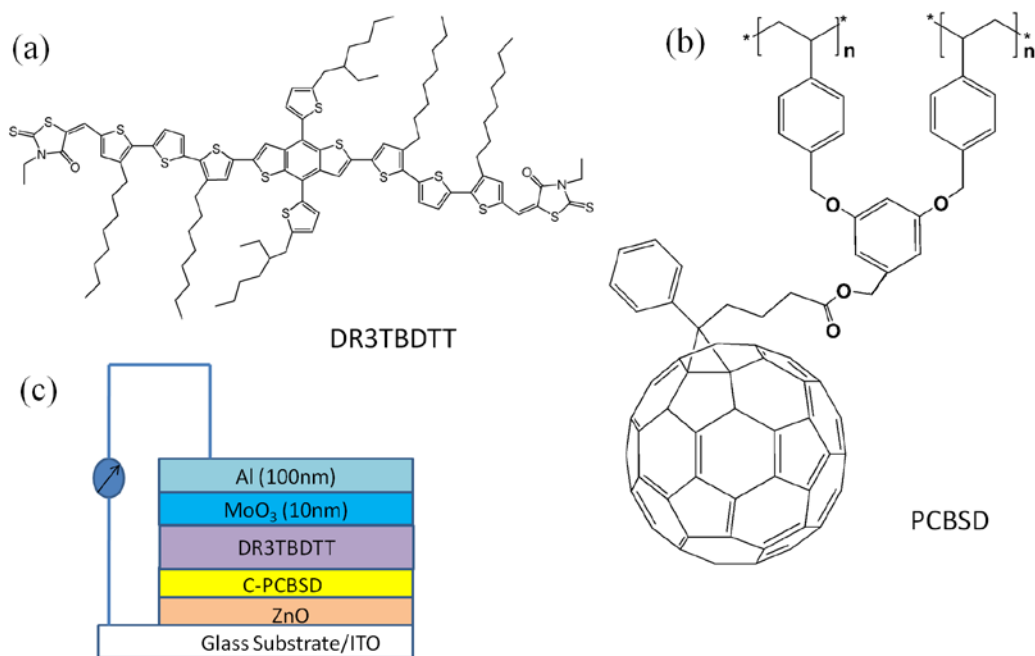 (a)
S
S
N
O
S
S
S
S
S
S
S
S
S
S
S
O
N
S
S
DR3TBDTT
(b)
*
n
*
*
n
*
O
O
O
O
PCBSD
(c)
Al (100nm)
MoO₃ (10nm)
DR3TBDTT
C-PCBSD
ZnO
Glass Substrate/ITO